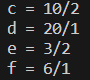 c = 10/2
d = 20/1
e = 3/2
f = 6/1